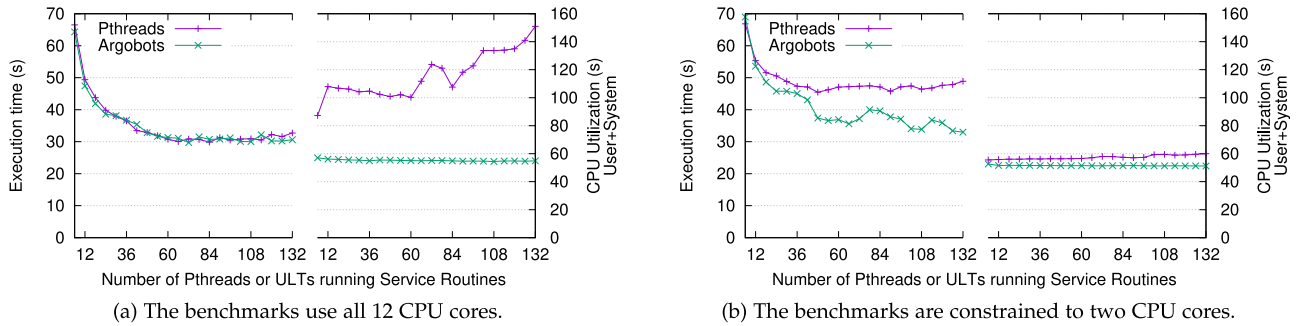 70
60
50
40
30
20
10
0
Execution time (s)
Pthreads
Argobots
12 36 60 84 108 132
12 36 60 84 108 132
160
140
120
100
80
60
40
20
0
CPU Utilization (s)
User+System
Number of Pthreads or ULTs running Service Routines
(a) The benchmarks use all 12 CPU cores.
70
60
50
40
30
20
10
0
Execution time (s)
Pthreads
Argobots
12 36 60 84 108 132
12 36 60 84 108 132
160
140
120
100
80
60
40
20
0
CPU Utilization (s)
User+System
Number of Pthreads or ULTs running Service Routines
(b) The benchmarks are constrained to two CPU cores.